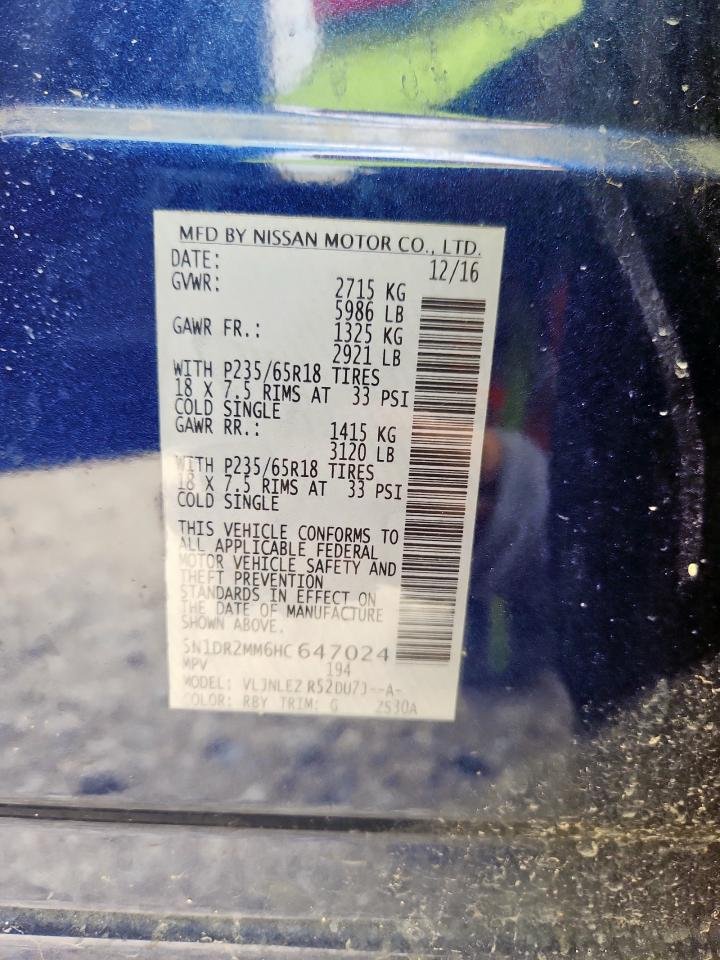 MFD BY NISSAN MOTOR CO., LTD.
DATE: 12/16
GVWR: 2715 KG
5986 LB
GAWR FR.: 1325 KG
2921 LB
WITH P235/65R18 TIRES
18 X 7.5 RIMS AT 33 PSI
COLD SINGLE
GAWR RR.: 1415 KG
3120 LB
WITH P235/65R18 TIRES
18 X 7.5 RIMS AT 33 PSI
COLD SINGLE
THIS VEHICLE CONFORMS TO
ALL APPLICABLE FEDERAL
MOTOR VEHICLE SAFETY AND
THEFT PREVENTION
STANDARDS IN EFFECT ON
THE DATE OF MANUFACTURE
SHOWN ABOVE.
5N1DR2MM6HC647024
MPV 194
MODEL: VLJNLEZ R52DU7J--A-
COLOR: RBY TRIM: G 2S30A